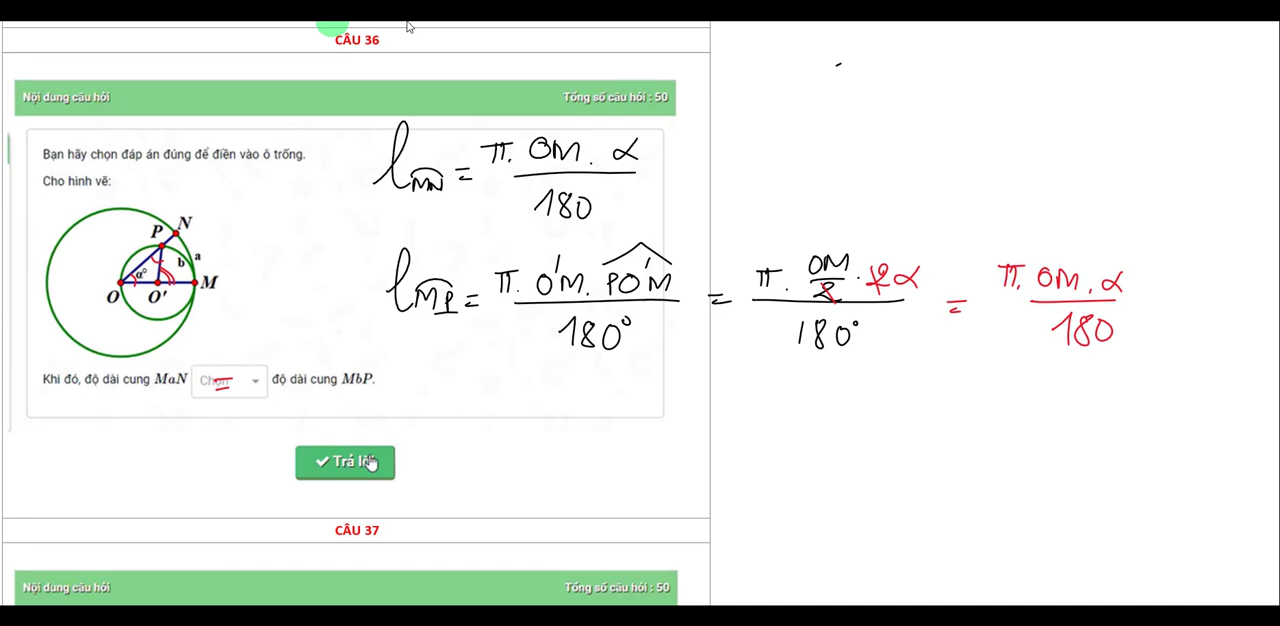 CÂU 36
Nội dung câu hỏi Tổng số câu hỏi : 50
Bạn hãy chọn đáp án đúng để điền vào ô trống.
Cho hình vẽ:
P N
b a
α°
O O' M
Khi đó, độ dài cung MaN = độ dài cung MbP.
l MN = π. OM. α / 180
l MP = π. O'M. PO'M / 180° = π. OM/2 . 2α / 180° = π. OM. α / 180
Trả lời
CÂU 37
Nội dung câu hỏi Tổng số câu hỏi : 50